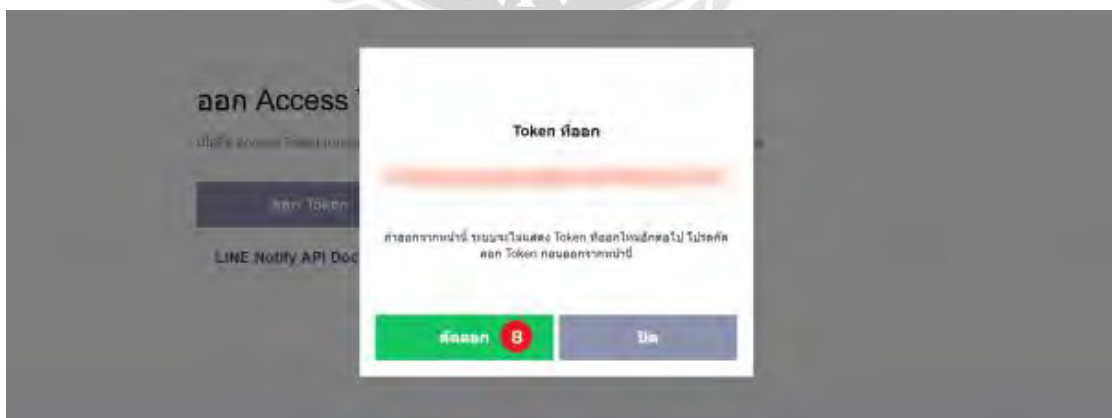 ออก Access
Token ที่ออก
ออก Token
ถ้าออกจากหน้านี้ ระบบจะไม่แสดง Token ที่ออกใหม่อีกต่อไป โปรดคัด
ลอก Token ก่อนออกจากหน้านี้
LINE Notify API Doc
คัดลอก 8 ปิด